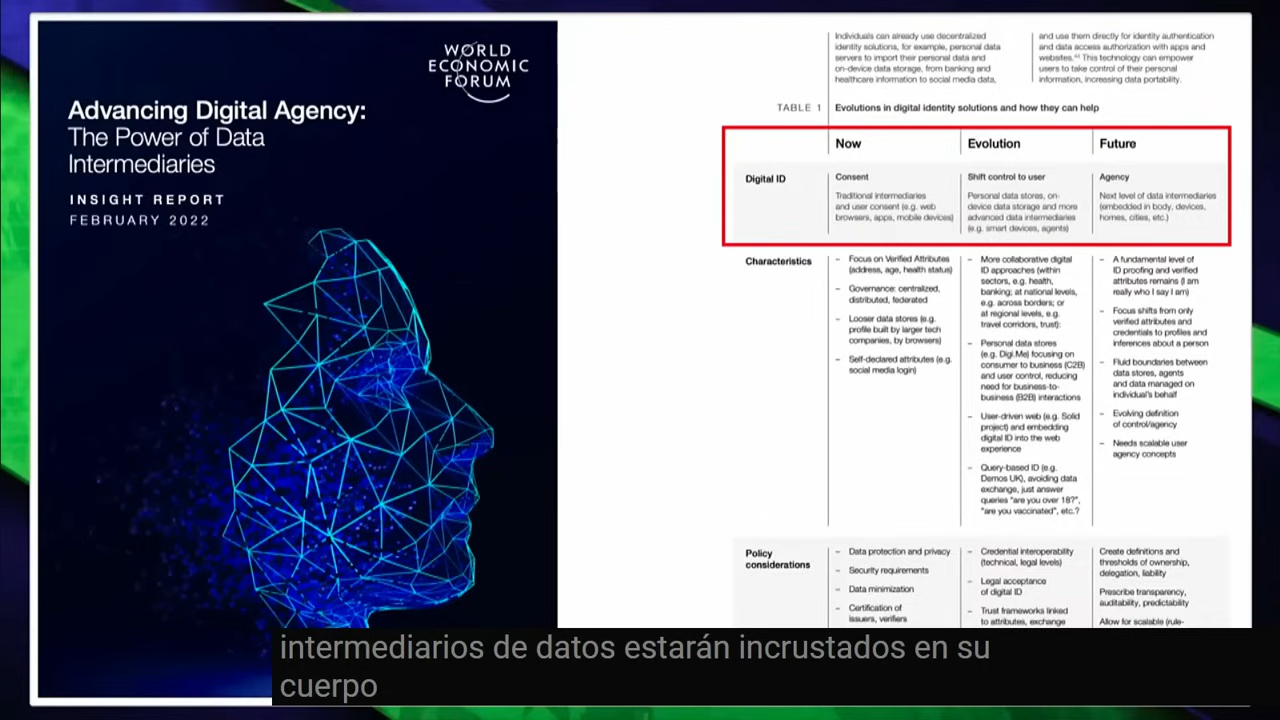 WORLD
ECONOMIC
FORUM
Advancing Digital Agency:
The Power of Data
Intermediaries
INSIGHT REPORT
FEBRUARY 2022
Individuals can already use decentralized
identity solutions, for example, personal data
servers to import their personal data and
on-device data storage, from banking and
healthcare information to social media data,
and use them directly for identity authentication
and data access authorization with apps and
websites.⁴¹ This technology can empower
users to take control of their personal
information, increasing data portability.
TABLE 1 Evolutions in digital identity solutions and how they can help
Now Evolution Future
Digital ID
Consent
Traditional intermediaries
and user consent (e.g. web
browsers, apps, mobile devices)
Shift control to user
Personal data stores, on-
device data storage and more
advanced data intermediaries
(e.g. smart devices, agents)
Agency
Next level of data intermediaries
(embedded in body, devices,
homes, cities, etc.)
Characteristics
– Focus on Verified Attributes
(address, age, health status)
– Governance: centralized,
distributed, federated
– Looser data stores (e.g.
profile built by larger tech
companies, by browsers)
– Self-declared attributes (e.g.
social media login)
– More collaborative digital
ID approaches (within
sectors, e.g. health,
banking; at national levels,
e.g. across borders; or
at regional levels, e.g.
travel corridors, trust):
– Personal data stores
(e.g. Digi.Me) focusing on
consumer to business (C2B)
and user control, reducing
need for business-to-
business (B2B) interactions
– User-driven web (e.g. Solid
project) and embedding
digital ID into the web
experience
– Query-based ID (e.g.
Demos UK), avoiding data
exchange, just answer
queries "are you over 18?",
"are you vaccinated", etc.?
– A fundamental level of
ID proofing and verified
attributes remains (I am
really who I say I am)
– Focus shifts from only
verified attributes and
credentials to profiles and
inferences about a person
– Fluid boundaries between
data stores, agents
and data managed on
individual's behalf
– Evolving definition
of control/agency
– Needs scalable user
agency concepts
Policy
considerations
– Data protection and privacy
– Security requirements
– Data minimization
– Certification of
issuers, verifiers
– Credential interoperability
(technical, legal levels)
– Legal acceptance
of digital ID
– Trust frameworks linked
to attributes, exchange
Create definitions and
thresholds of ownership,
delegation, liability
Prescribe transparency,
auditability, predictability
Allow for scalable (rule-
intermediarios de datos estarán incrustados en su
cuerpo